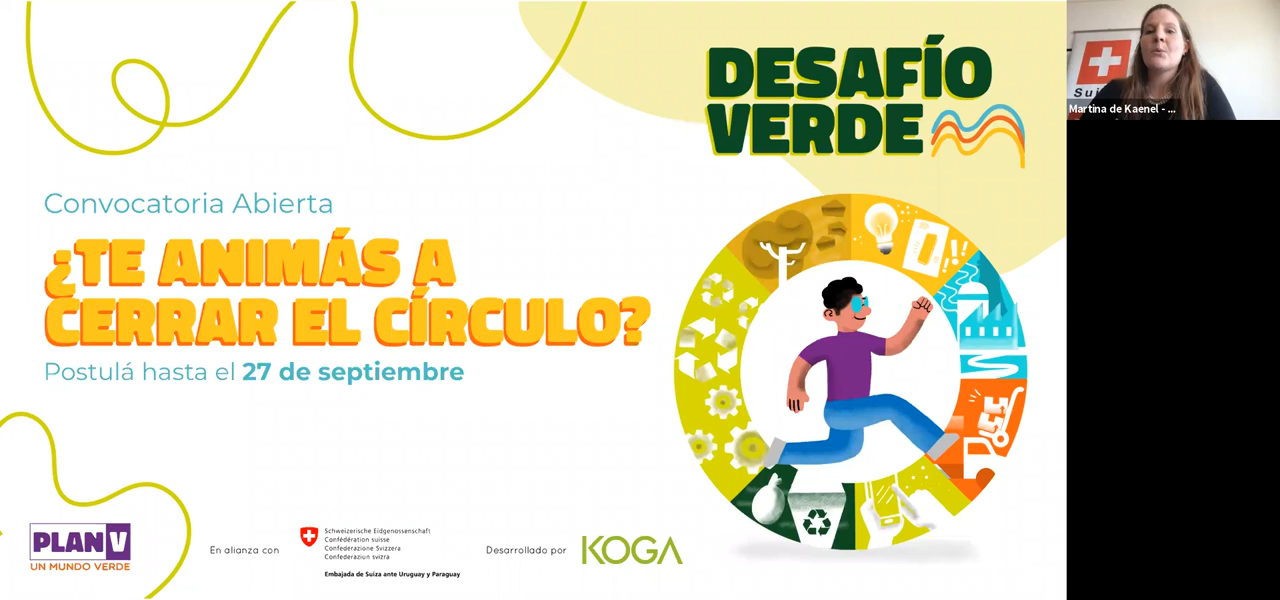 DESAFÍO
VERDE
Convocatoria Abierta
¿TE ANIMÁS A
CERRAR EL CÍRCULO?
Postulá hasta el 27 de septiembre
PLAN V
UN MUNDO VERDE
En alianza con
Schweizerische Eidgenossenschaft
Confédération suisse
Confederazione Svizzera
Confederaziun svizra
Embajada de Suiza ante Uruguay y Paraguay
Desarrollado por
KOGA
Martina de Kaenel - ...